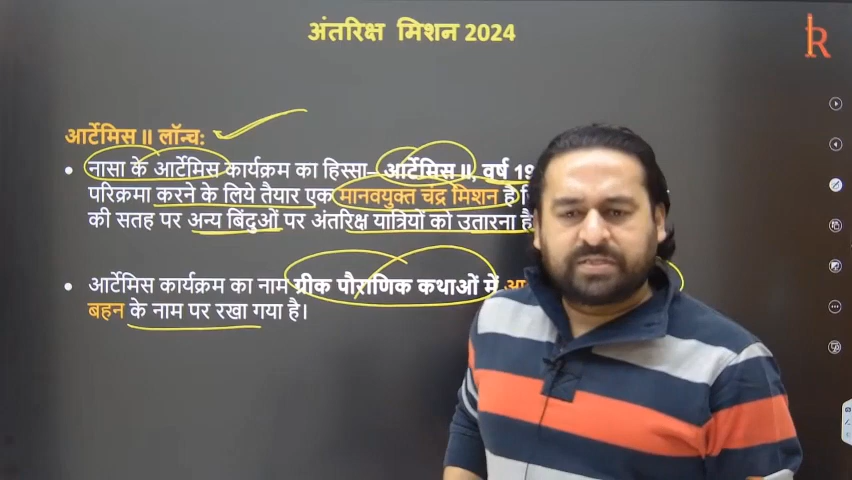 अंतरिक्ष मिशन 2024
R
आर्टेमिस II लॉन्च:
नासा के आर्टेमिस कार्यक्रम का हिस्सा– आर्टेमिस II, वर्ष 19
परिक्रमा करने के लिये तैयार एक मानवयुक्त चंद्र मिशन है
की सतह पर अन्य बिंदुओं पर अंतरिक्ष यात्रियों को उतारना है
आर्टेमिस कार्यक्रम का नाम ग्रीक पौराणिक कथाओं में
बहन के नाम पर रखा गया है।